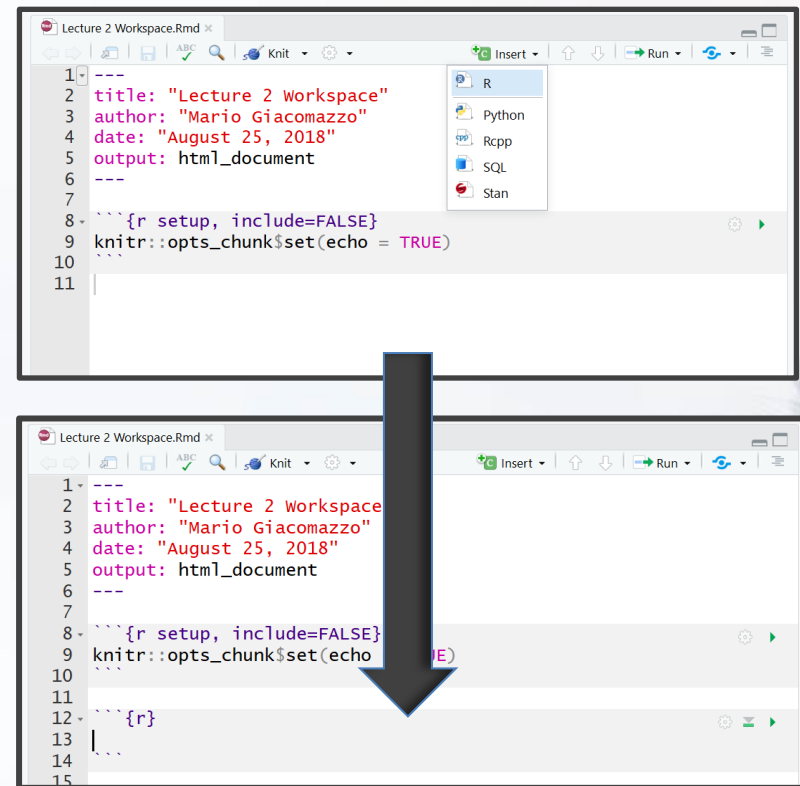 Lecture 2 Workspace.Rmd ×
ABC Knit Insert Run
R
Python
cpp Rcpp
SQL
Stan
1 ---
2 title: "Lecture 2 Workspace"
3 author: "Mario Giacomazzo"
4 date: "August 25, 2018"
5 output: html_document
6 ---
7
8 ```{r setup, include=FALSE}
9 knitr::opts_chunk$set(echo = TRUE)
10 ```
11
Lecture 2 Workspace.Rmd ×
ABC Knit Insert Run
1 ---
2 title: "Lecture 2 Workspace
3 author: "Mario Giacomazzo"
4 date: "August 25, 2018"
5 output: html_document
6 ---
7
8 ```{r setup, include=FALSE}
9 knitr::opts_chunk$set(echo E)
10 ```
11
12 ```{r}
13
14 ```
15